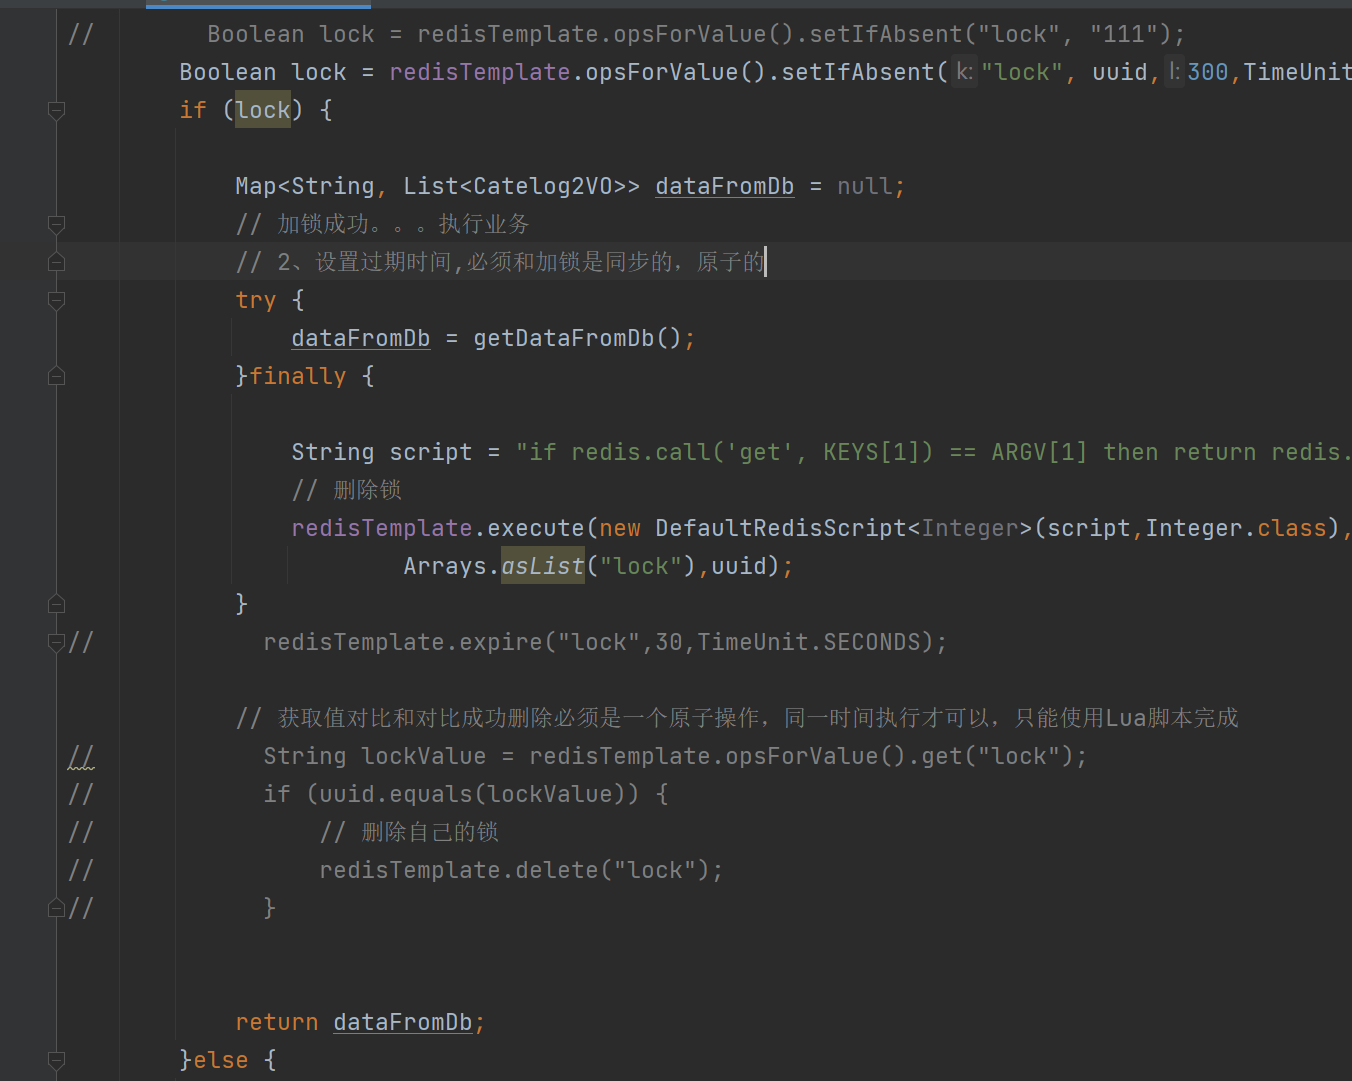 //        Boolean lock = redisTemplate.opsForValue().setIfAbsent("lock", "111");
Boolean lock = redisTemplate.opsForValue().setIfAbsent( k: "lock", uuid, l: 300,TimeUnit
if (lock) {
Map<String, List<Catelog2VO>> dataFromDb = null;
// 加锁成功。。。执行业务
// 2、设置过期时间,必须和加锁是同步的，原子的
try {
dataFromDb = getDataFromDb();
}finally {
String script = "if redis.call('get', KEYS[1]) == ARGV[1] then return redis.
// 删除锁
redisTemplate.execute(new DefaultRedisScript<Integer>(script,Integer.class),
Arrays.asList("lock"),uuid);
}
//            redisTemplate.expire("lock",30,TimeUnit.SECONDS);
// 获取值对比和对比成功删除必须是一个原子操作，同一时间执行才可以，只能使用Lua脚本完成
//            String lockValue = redisTemplate.opsForValue().get("lock");
//            if (uuid.equals(lockValue)) {
//                // 删除自己的锁
//                redisTemplate.delete("lock");
//            }
return dataFromDb;
}else {